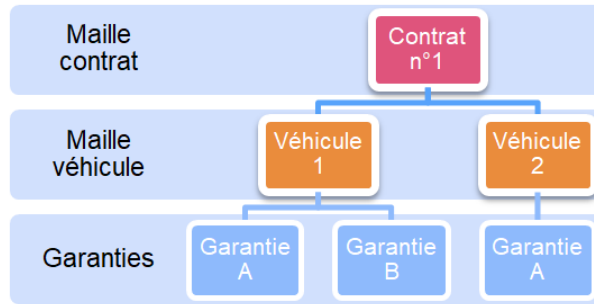 Maille
contrat
Contrat
n°1
Maille
véhicule
Véhicule
1
Véhicule
2
Garanties
Garantie
A
Garantie
B
Garantie
A